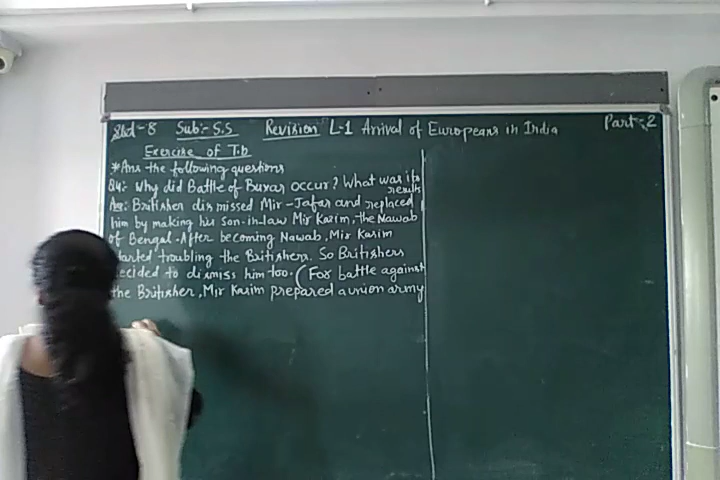 Std-8 Sub:-S.S Revision L-1 Arrival of Europeans in India Part-2
Exercise of T.b
*Ans the following questions
Q4: Why did Battle of Buxar occur? What was its results
Ans: Britisher dismissed Mir-Jafar and replaced
him by making his son-in-law Mir Kasim, the Nawab
of Bengal. After becoming Nawab, Mir Kasim
started troubling the Britishers. So Britishers
decided to dismiss him too. (For battle against
the Britisher, Mir Kasim prepared a union army